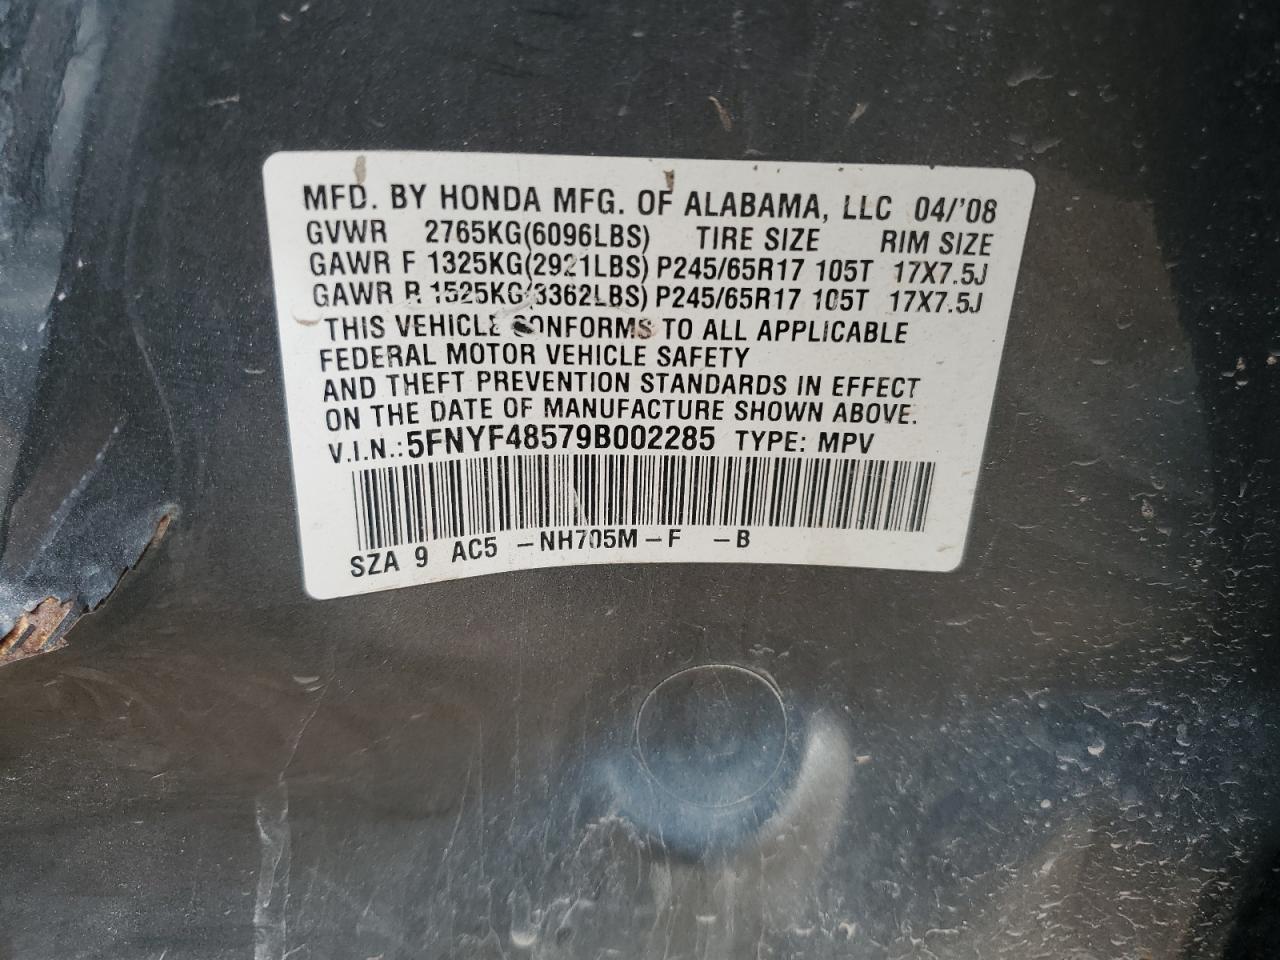 MFD. BY HONDA MFG. OF ALABAMA, LLC 04/'08
GVWR 2765KG(6096LBS) TIRE SIZE RIM SIZE
GAWR F 1325KG(2921LBS) P245/65R17 105T 17X7.5J
GAWR R 1525KG(3362LBS) P245/65R17 105T 17X7.5J
THIS VEHICLE CONFORMS TO ALL APPLICABLE
FEDERAL MOTOR VEHICLE SAFETY
AND THEFT PREVENTION STANDARDS IN EFFECT
ON THE DATE OF MANUFACTURE SHOWN ABOVE.
V.I.N.: 5FNYF48579B002285 TYPE: MPV
SZA 9 AC5 -NH705M-F -B